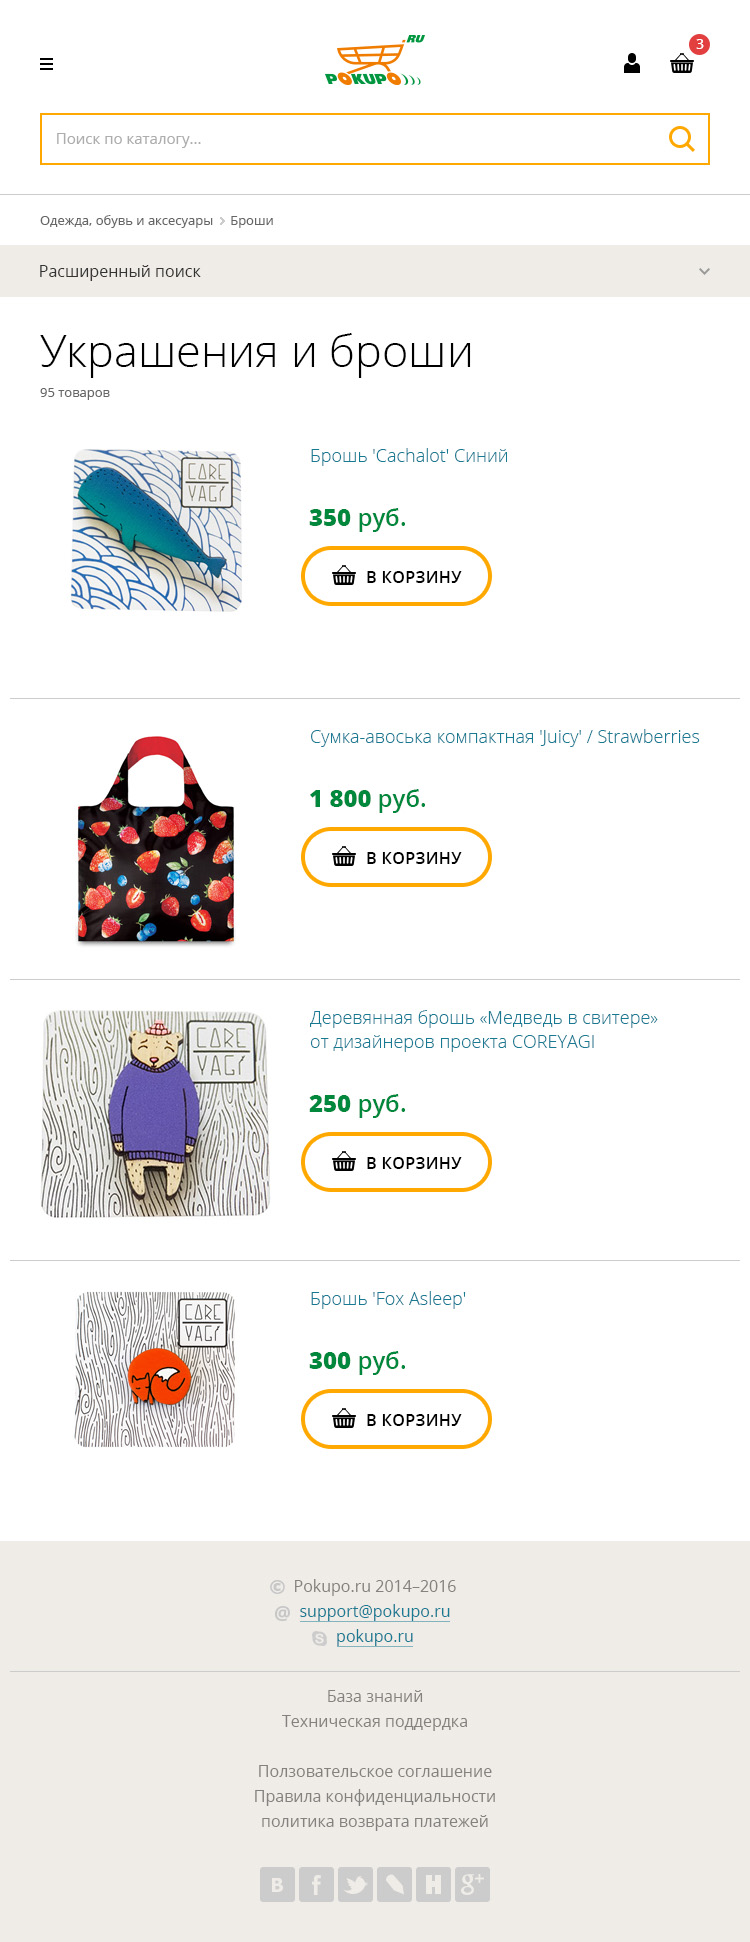 .RU
POKUPO
3
Поиск по каталогу...
Одежда, обувь и аксесуары > Броши
Расширенный поиск
Украшения и броши
95 товаров
CORE
YAGI
Брошь 'Cachalot' Синий
350 руб.
В КОРЗИНУ
Сумка-авоська компактная 'Juicy' / Strawberries
1 800 руб.
В КОРЗИНУ
CORE
YAGI
Деревянная брошь «Медведь в свитере»
от дизайнеров проекта COREYAGI
250 руб.
В КОРЗИНУ
CORE
YAGI
Брошь 'Fox Asleep'
300 руб.
В КОРЗИНУ
© Pokupo.ru 2014–2016
@ support@pokupo.ru
pokupo.ru
База знаний
Техническая поддердка
Ползовательское соглашение
Правила конфиденциальности
политика возврата платежей
B f H g+